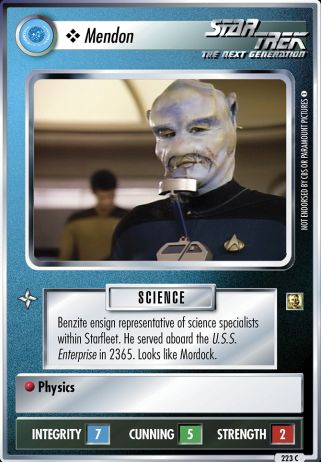 ❖ Mendon
STAR TREK
THE NEXT GENERATION
NOT ENDORSED BY CBS OR PARAMOUNT PICTURES
SCIENCE
Benzite ensign representative of science specialists
within Starfleet. He served aboard the U.S.S.
Enterprise in 2365. Looks like Mordock.
Physics
INTEGRITY 7 CUNNING 5 STRENGTH 2
223 C